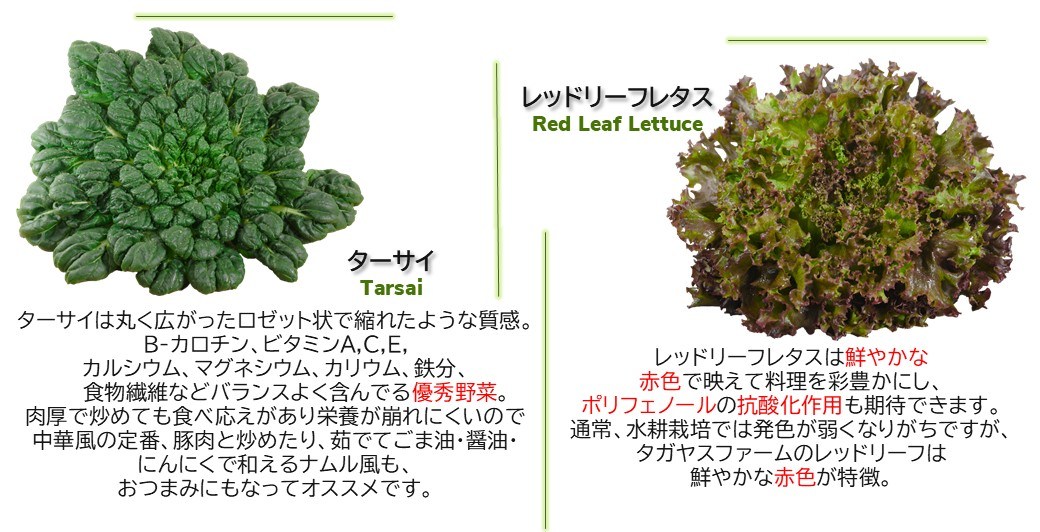 ターサイ
Tarsai
ターサイは丸く広がったロゼット状で縮れたような質感。
B-カロチン、ビタミンA,C,E,
カルシウム、マグネシウム、カリウム、鉄分、
食物繊維などバランスよく含んでる優秀野菜。
肉厚で炒めても食べ応えがあり栄養が崩れにくいので
中華風の定番、豚肉と炒めたり、茹でてごま油・醤油・
にんにくで和えるナムル風も、
おつまみにもなってオススメです。
レッドリーフレタス
Red Leaf Lettuce
レッドリーフレタスは鮮やかな
赤色で映えて料理を彩豊かにし、
ポリフェノールの抗酸化作用も期待できます。
通常、水耕栽培では発色が弱くなりがちですが、
タガヤスファームのレッドリーフは
鮮やかな赤色が特徴。